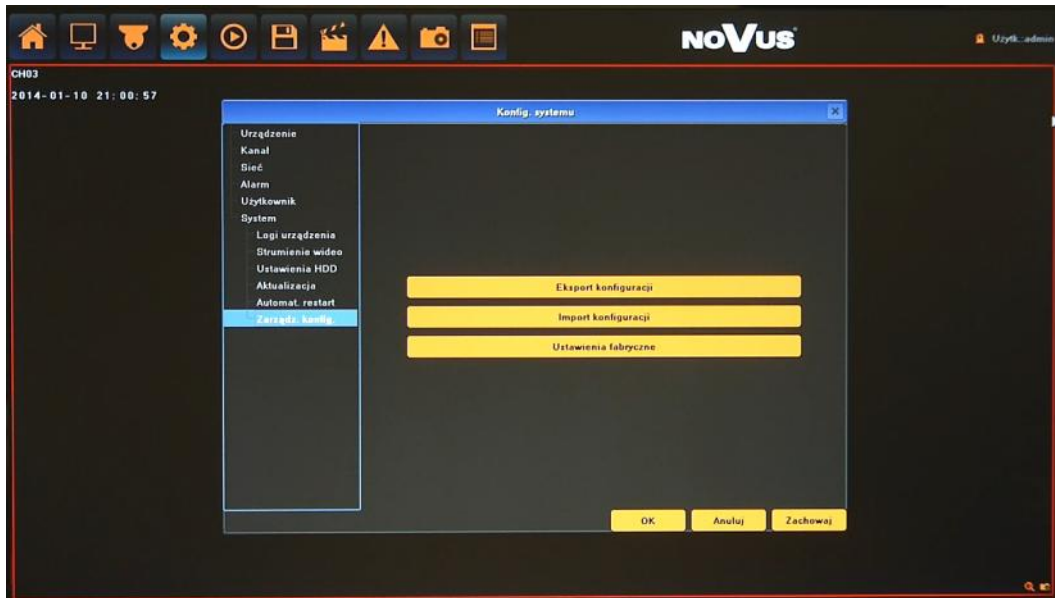 NOVUS
Użytk.:admin
CH03
2014-01-10 21:00:57
Konfig. systemu
Urządzenie
Kanał
Sieć
Alarm
Użytkownik
System
Logi urządzenia
Strumienie wideo
Ustawienia HDD
Aktualizacja
Automat. restart
Zarządz. konfig.
Eksport konfiguracji
Import konfiguracji
Ustawienia fabryczne
OK
Anuluj
Zachowaj